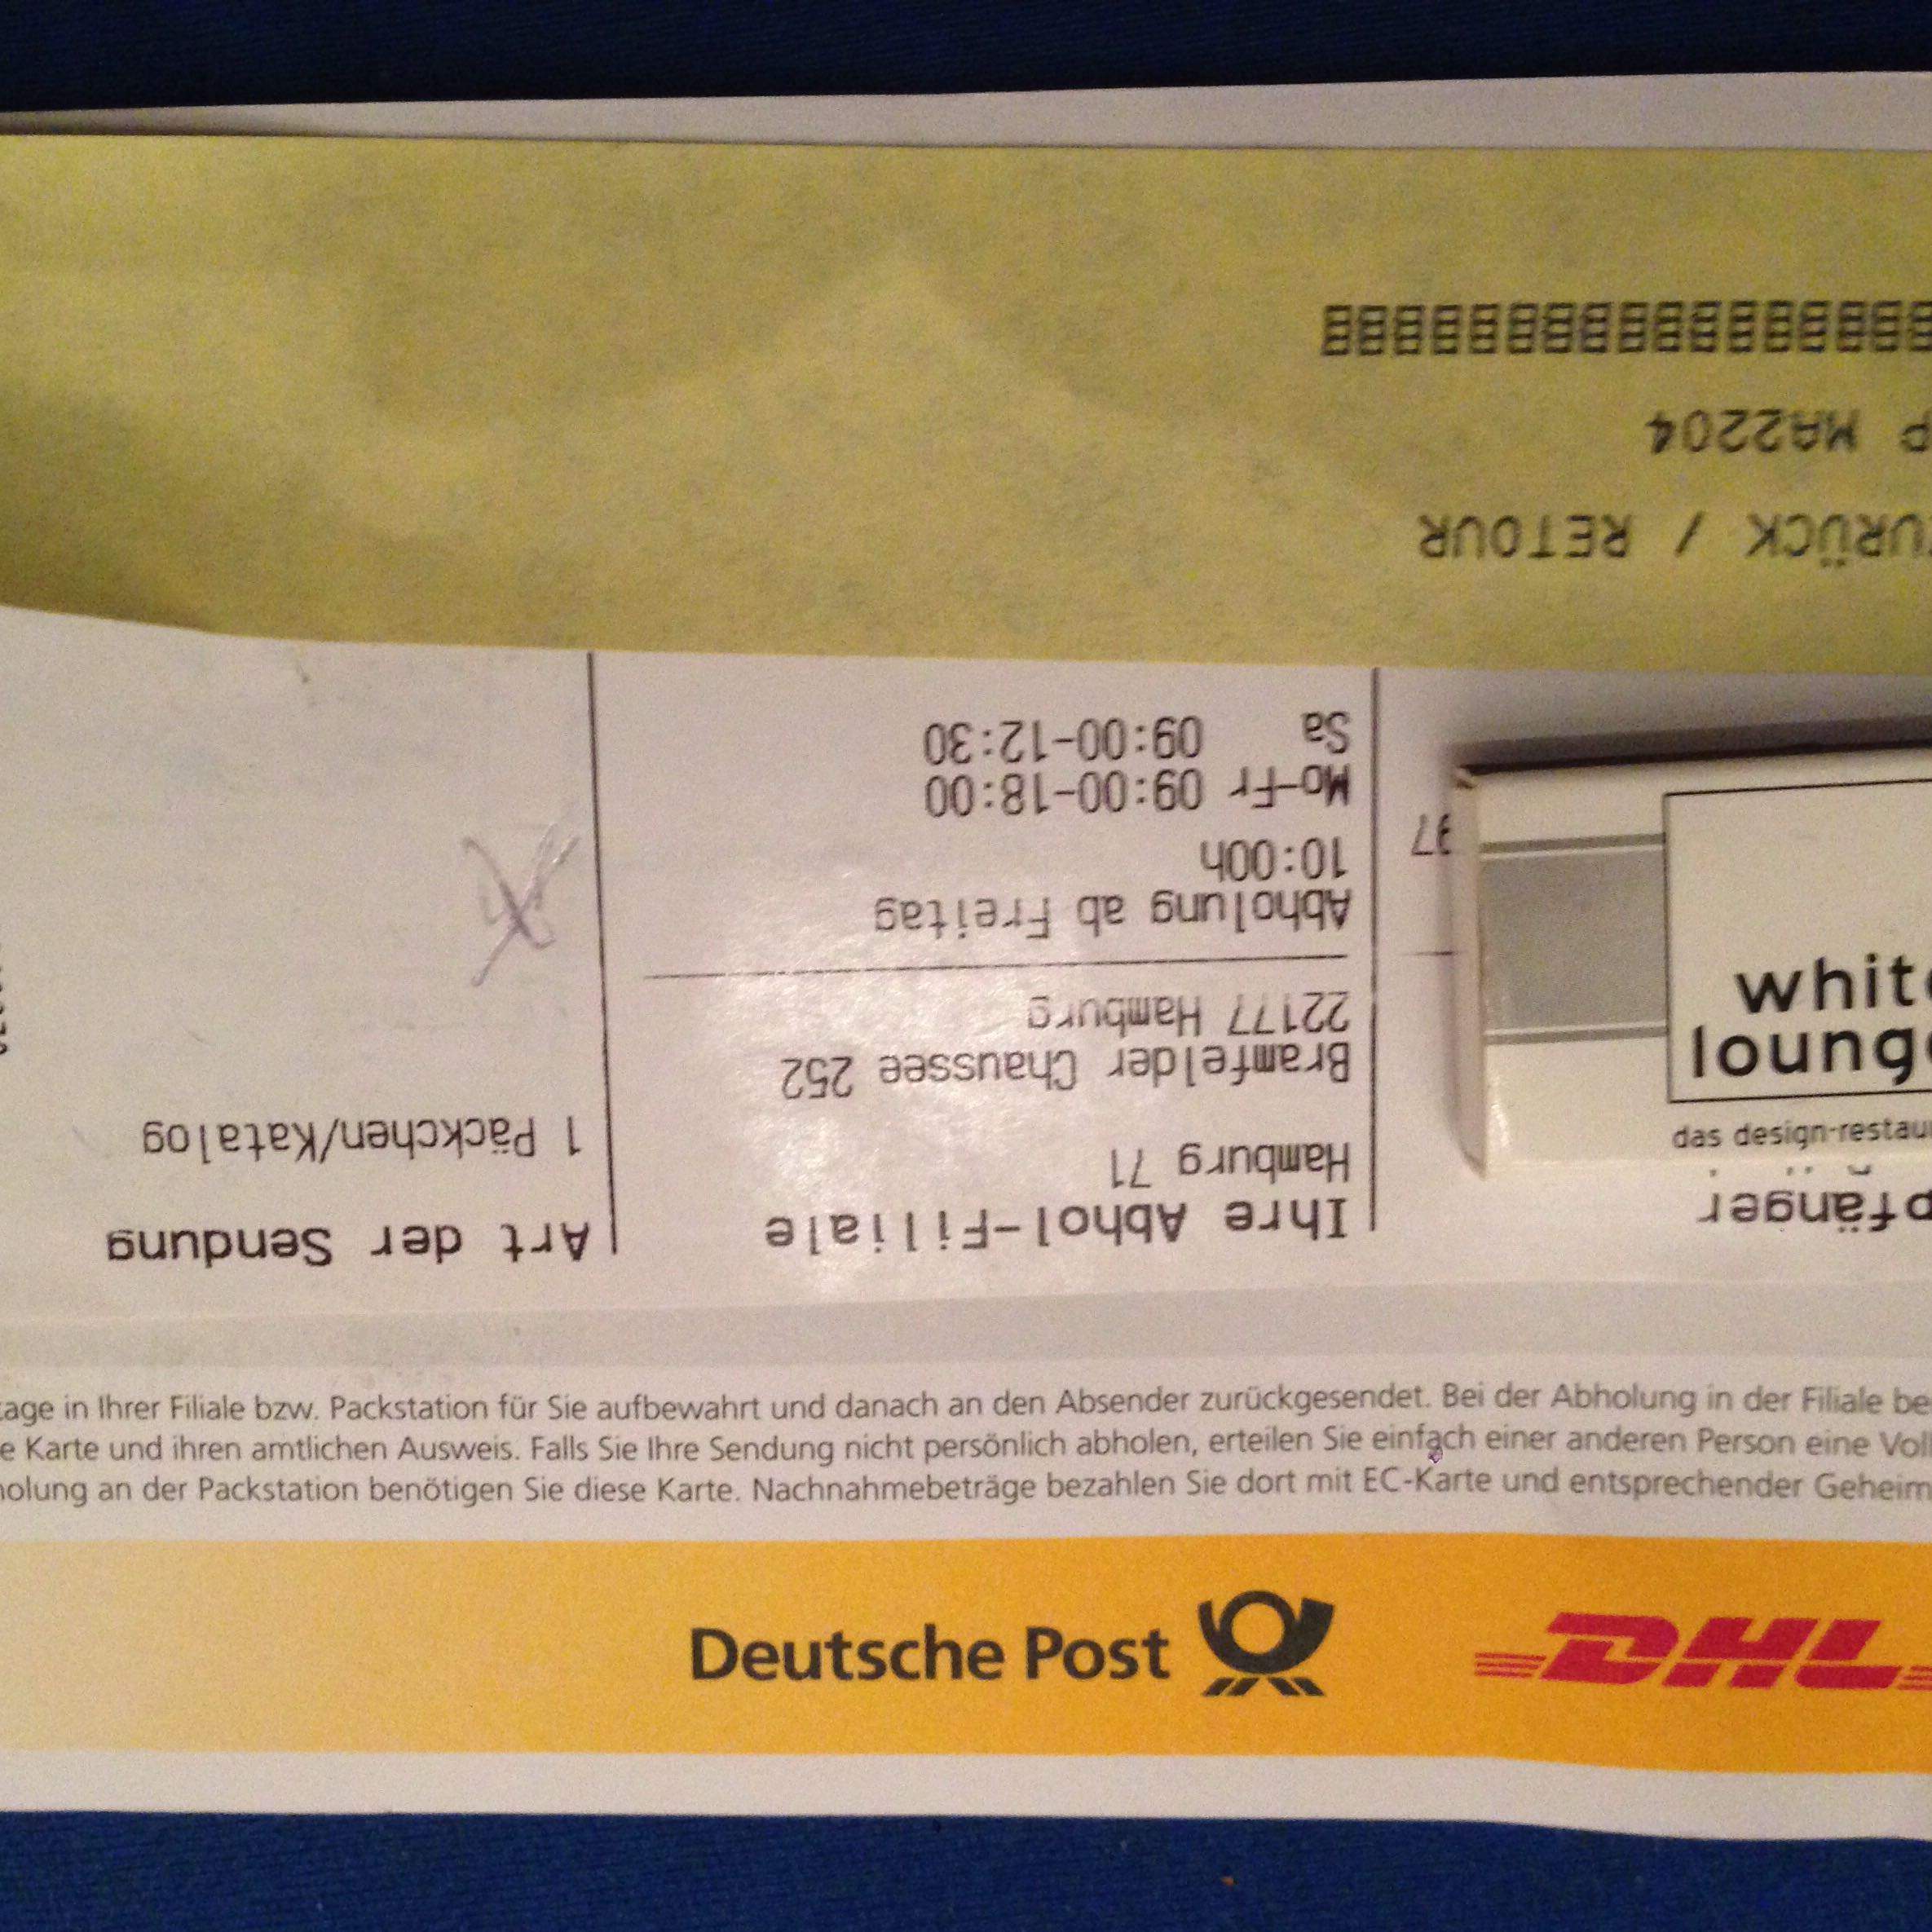 P MA2204
ZURÜCK / RETOUR
Art der Sendung
1 Päckchen/Katalog
Ihre Abhol-Filiale
Hamburg 71
Bramfelder Chaussee 252
22177 Hamburg
Abholung ab Freitag
10:00h
Mo-Fr 09:00-18:00
Sa 09:00-12:30
pfänger
97
white
lounge
das design-restau
tage in Ihrer Filiale bzw. Packstation für Sie aufbewahrt und danach an den Absender zurückgesendet. Bei der Abholung in der Filiale be
e Karte und ihren amtlichen Ausweis. Falls Sie Ihre Sendung nicht persönlich abholen, erteilen Sie einfach einer anderen Person eine Voll
holung an der Packstation benötigen Sie diese Karte. Nachnahmebeträge bezahlen Sie dort mit EC-Karte und entsprechender Geheim
Deutsche Post
DHL